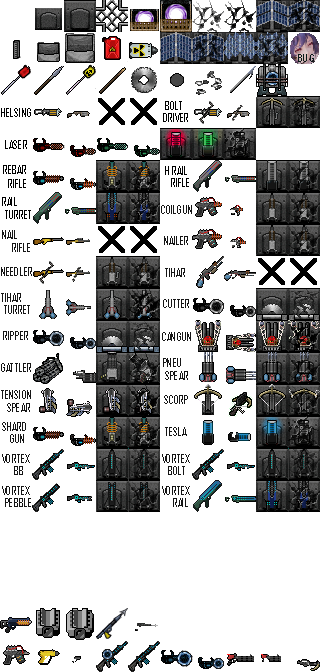 BUG
HELSING
BOLT DRIVER
LASER
REBAR RIFLE
H RAIL RIFLE
RAIL TURRET
COILGUN
NAIL RIFLE
NAILER
NEEDLER
TIHAR
TIHAR TURRET
CUTTER
RIPPER
CANGUN
GATLER
PNEU SPEAR
TENSION SPEAR
SCORP
SHARD GUN
TESLA
VORTEX BB
VORTEX BOLT
VORTEX PEBBLE
VORTEX RAIL